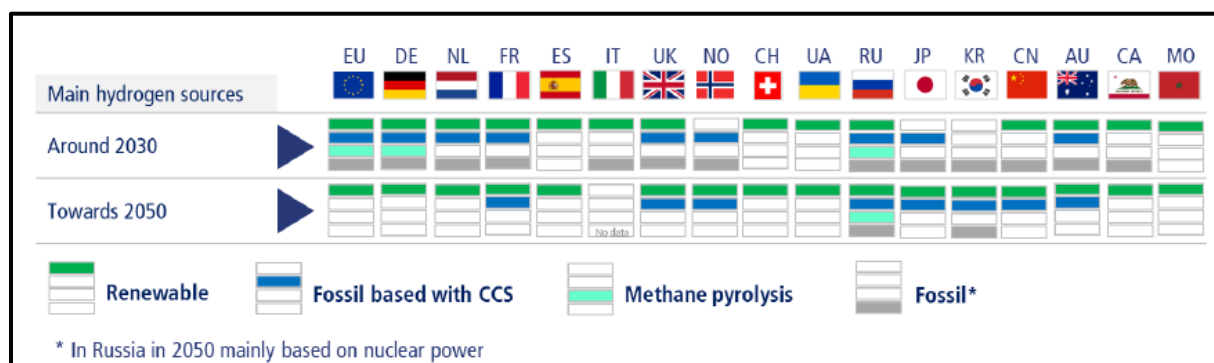 EU DE NL FR ES IT UK NO CH UA RU JP KR CN AU CA MO
Main hydrogen sources
Around 2030
Towards 2050
No data
Renewable Fossil based with CCS Methane pyrolysis Fossil*
* In Russia in 2050 mainly based on nuclear power